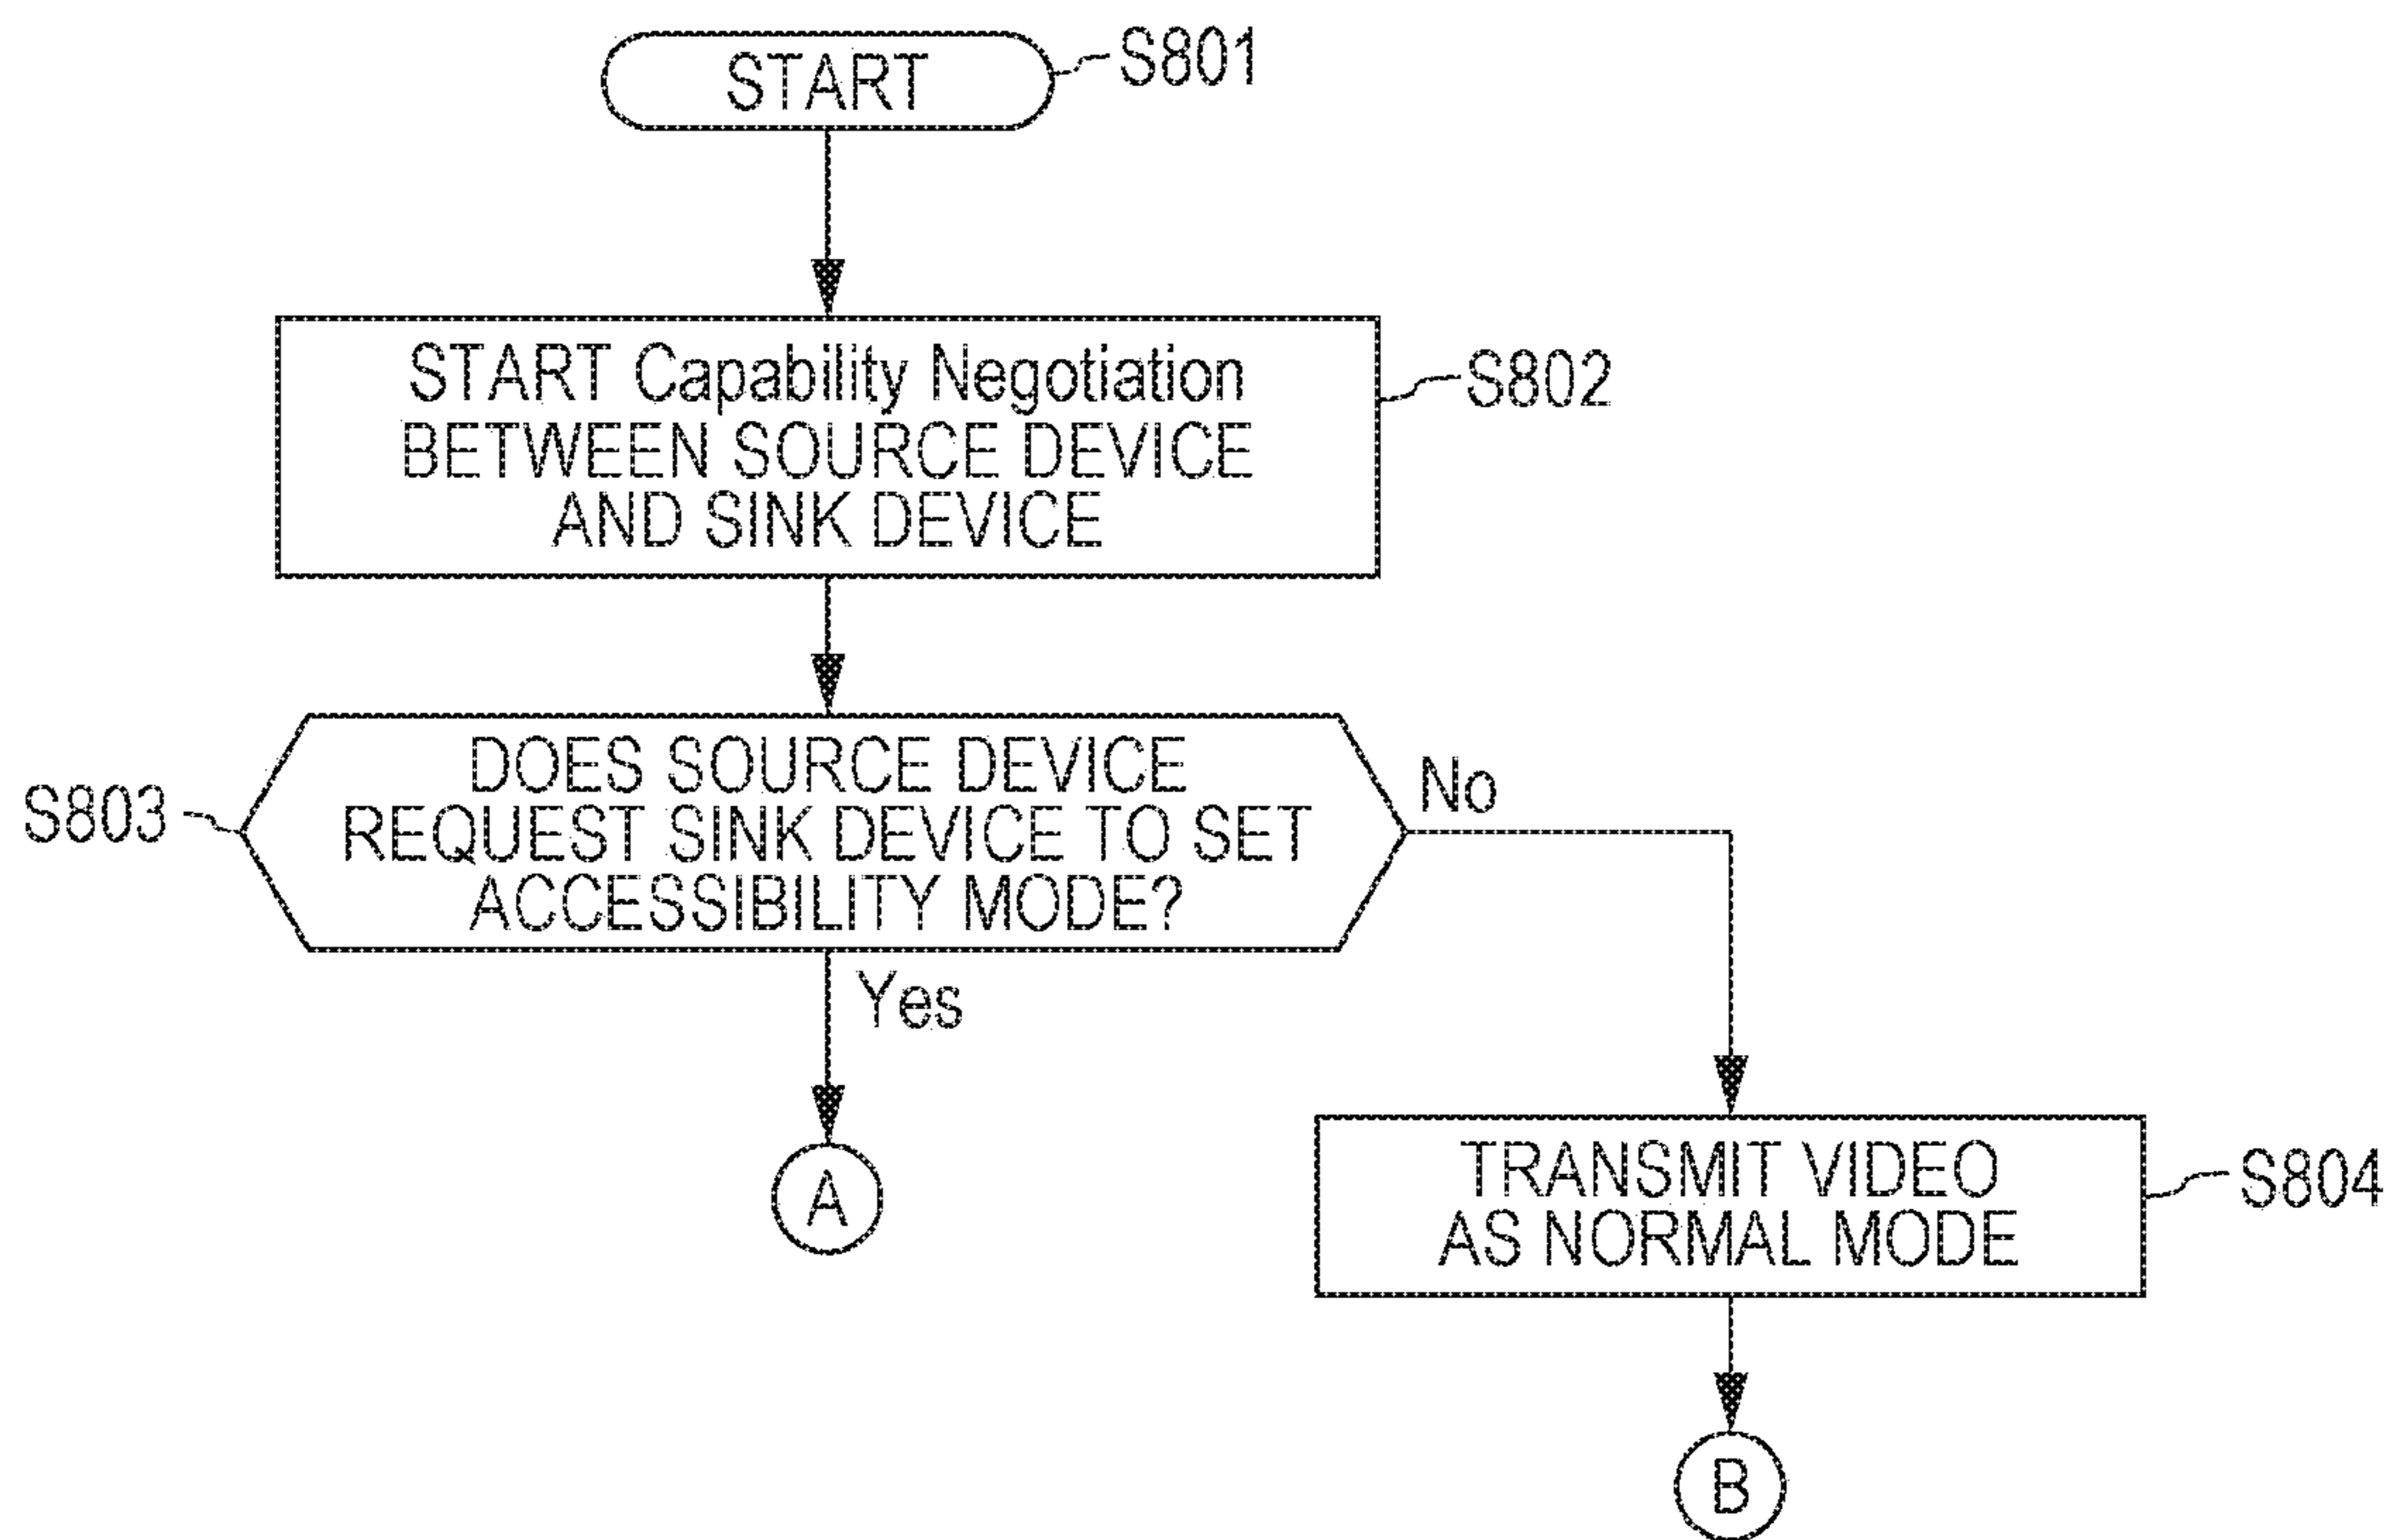 START
S801
START Capability Negotiation
BETWEEN SOURCE DEVICE
AND SINK DEVICE
S802
DOES SOURCE DEVICE
REQUEST SINK DEVICE TO SET
ACCESSIBILITY MODE?
S803
No
Yes
A
TRANSMIT VIDEO
AS NORMAL MODE
S804
B